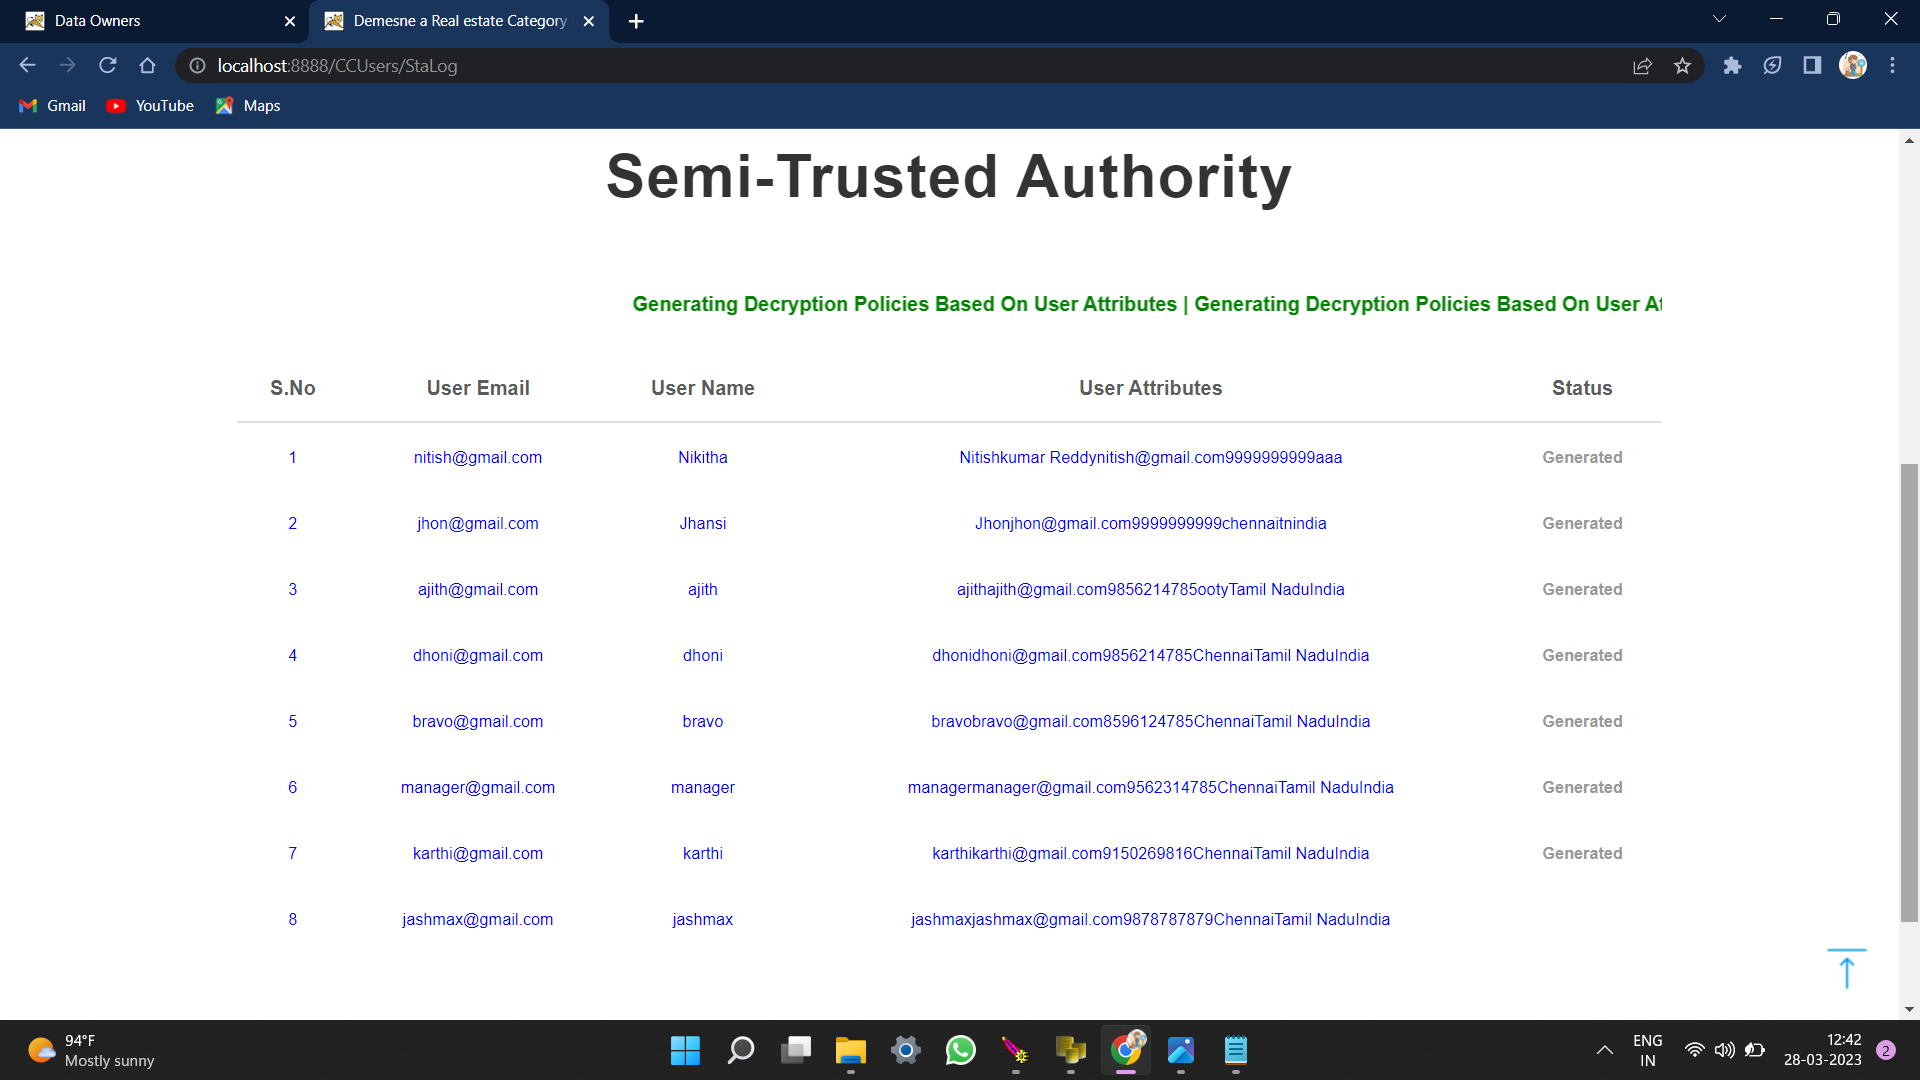 Data Owners
Demesne a Real estate Category
localhost:8888/CCUsers/StaLog
Gmail YouTube Maps
Semi-Trusted Authority
Generating Decryption Policies Based On User Attributes | Generating Decryption Policies Based On User At
S.No User Email User Name User Attributes Status
1 nitish@gmail.com Nikitha Nitishkumar Reddynitish@gmail.com9999999999aaa Generated
2 jhon@gmail.com Jhansi Jhonjhon@gmail.com9999999999chennaitnindia Generated
3 ajith@gmail.com ajith ajithajith@gmail.com9856214785ootyTamil NaduIndia Generated
4 dhoni@gmail.com dhoni dhonidhoni@gmail.com9856214785ChennaiTamil NaduIndia Generated
5 bravo@gmail.com bravo bravobravo@gmail.com8596124785ChennaiTamil NaduIndia Generated
6 manager@gmail.com manager managermanager@gmail.com9562314785ChennaiTamil NaduIndia Generated
7 karthi@gmail.com karthi karthikarthi@gmail.com9150269816ChennaiTamil NaduIndia Generated
8 jashmax@gmail.com jashmax jashmaxjashmax@gmail.com9878787879ChennaiTamil NaduIndia
94°F
Mostly sunny
ENG
IN
12:42
28-03-2023
2